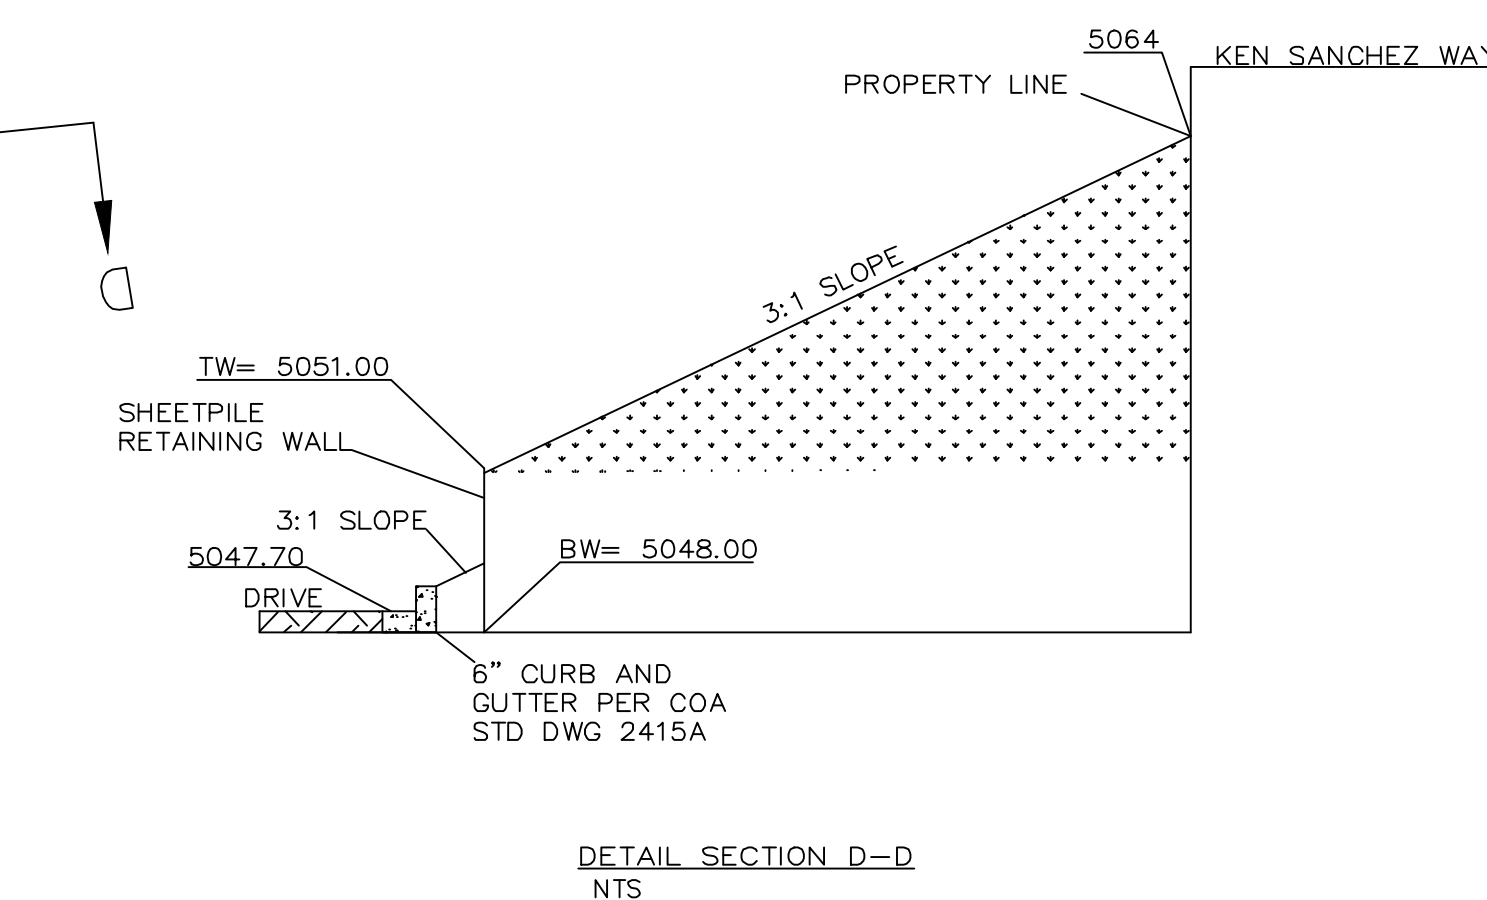 5064
KEN SANCHEZ WAY
PROPERTY LINE
D
3:1 SLOPE
TW= 5051.00
SHEETPILE
RETAINING WALL
3:1 SLOPE
5047.70
BW= 5048.00
DRIVE
6” CURB AND
GUTTER PER COA
STD DWG 2415A
DETAIL SECTION D-D
NTS